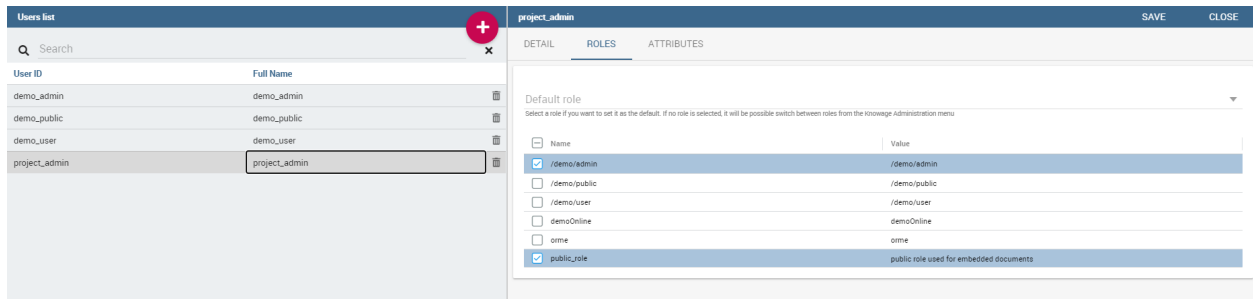 Users list
Search
User ID Full Name
demo_admin demo_admin
demo_public demo_public
demo_user demo_user
project_admin project_admin
project_admin SAVE CLOSE
DETAIL ROLES ATTRIBUTES
Default role
Select a role if you want to set it as the default. If no role is selected, it will be possible switch between roles from the Knowage Administration menu
Name Value
/demo/admin /demo/admin
/demo/public /demo/public
/demo/user /demo/user
demoOnline demoOnline
orme orme
public_role public role used for embedded documents